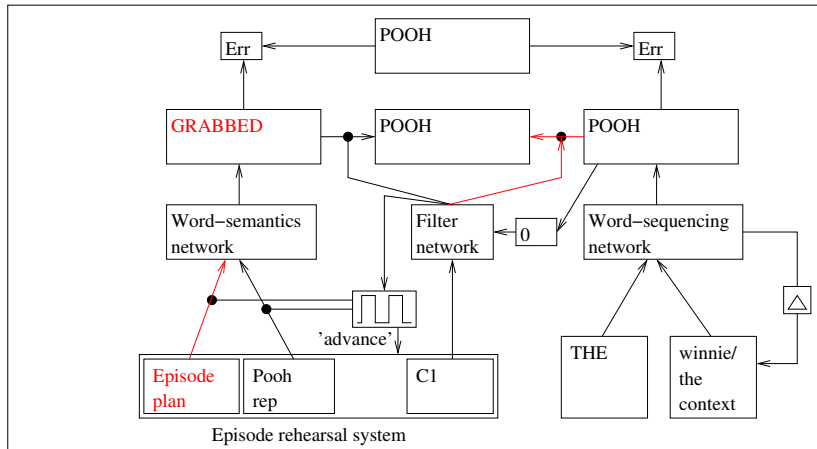 POOH
Err
Err
GRABBED
POOH
POOH
Word−semantics
network
Filter
network
0
Word−sequencing
network
'advance'
Episode
plan
Pooh
rep
C1
THE
winnie/
the
context
Episode rehearsal system